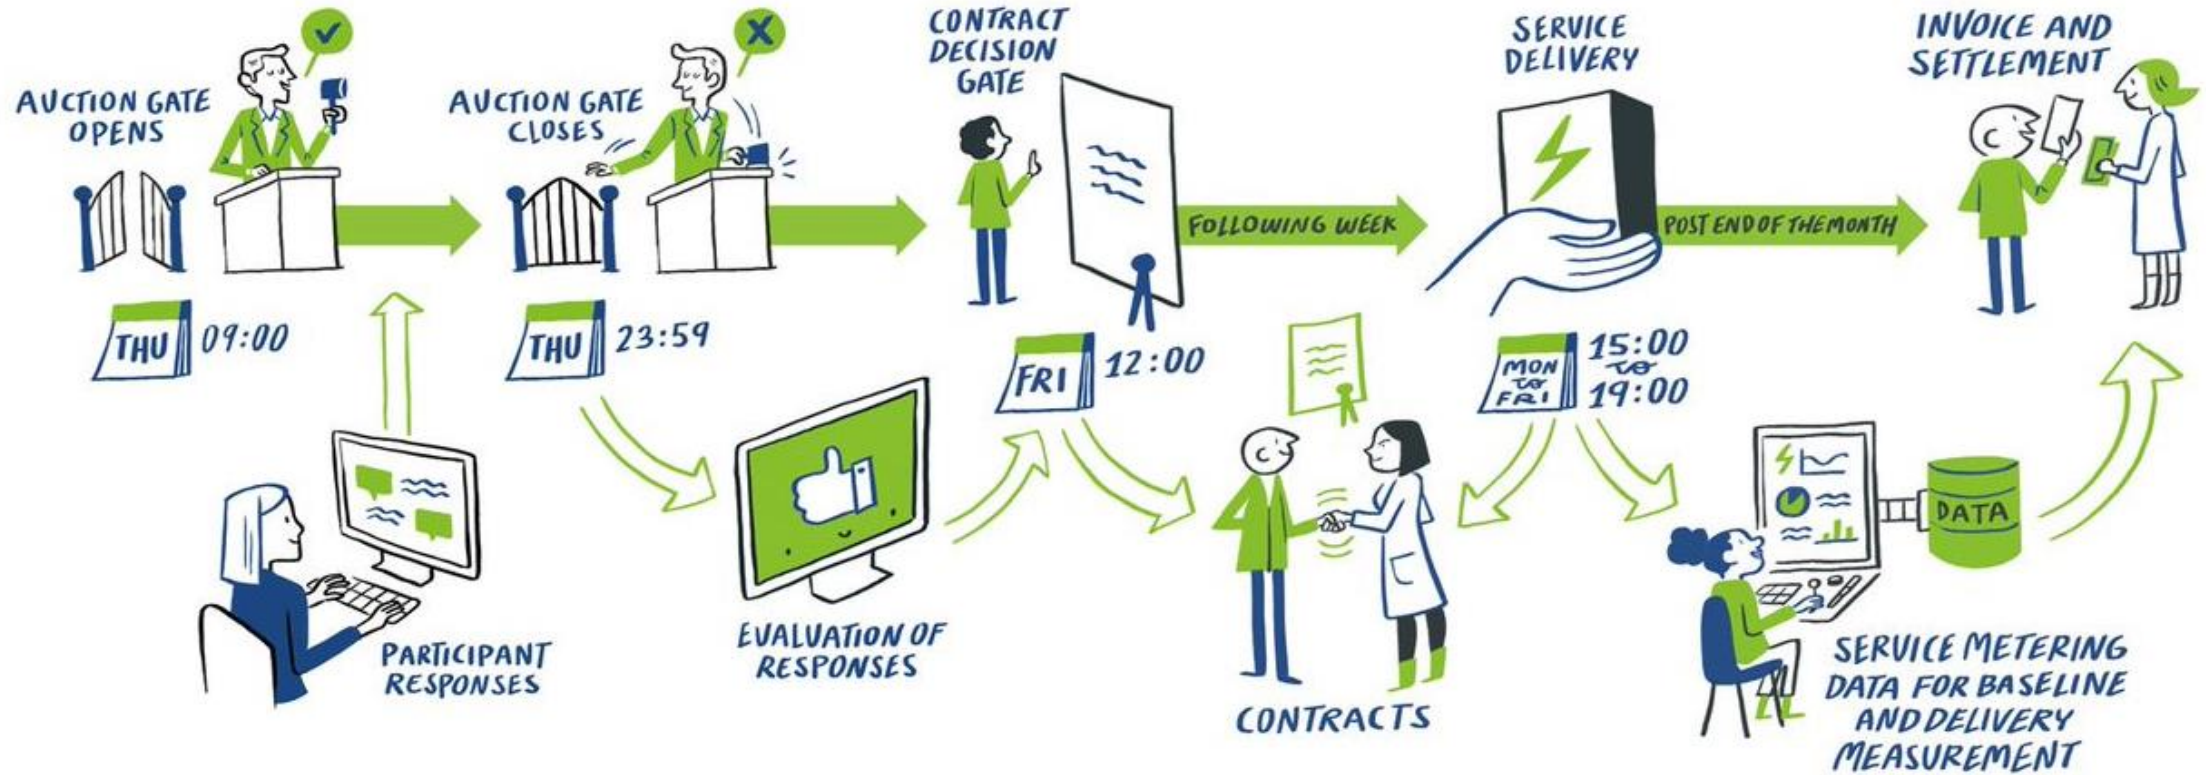 AUCTION GATE
OPENS
THU
09:00
PARTICIPANT
RESPONSES
AUCTION GATE
CLOSES
THU
23:59
EVALUATION OF
RESPONSES
CONTRACT
DECISION
GATE
FRI
12:00
FOLLOWING WEEK
CONTRACTS
SERVICE
DELIVERY
MON
TO
FRI
15:00
TO
19:00
POST END OF THE MONTH
DATA
SERVICE METERING
DATA FOR BASELINE
AND DELIVERY
MEASUREMENT
INVOICE AND
SETTLEMENT